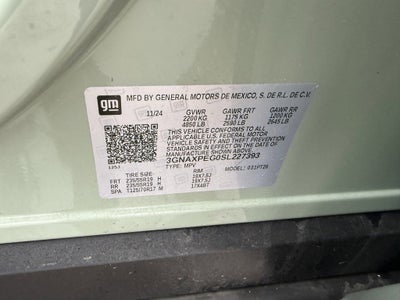 gm
MFD BY GENERAL MOTORS DE MEXICO, S. DE R.L. DE C.V.
11/24 GVWR GAWR FRT GAWR RR
2200 KG 1175 KG 1200 KG
4850 LB 2590 LB 2645 LB
THIS VEHICLE CONFORMS TO ALL
APPLICABLE U.S. FEDERAL MOTOR
VEHICLE SAFETY AND THEFT PREVENTION
STANDARDS IN EFFECT ON THE DATE OF
MANUFACTURE SHOWN ABOVE.
3GNAXPEG0SL227393
TYPE: MPV MODEL:
TIRE SIZE RIM
FRT 235/55R19 H 19X7.5J
RR 235/55R19 H 19X7.5J
SPA T125/70R17 M 17X4BT